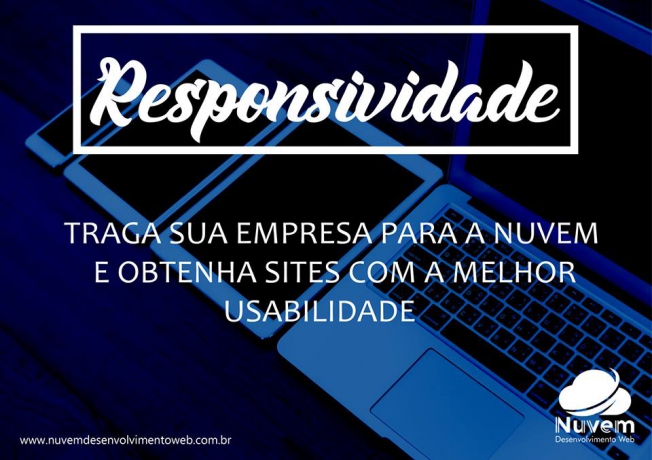 Responsividade
TRAGA SUA EMPRESA PARA A NUVEM
E OBTENHA SITES COM A MELHOR
USABILIDADE
Nuvem
Desenvolvimento Web
www.nuvemdesenvolvimentoweb.com.br